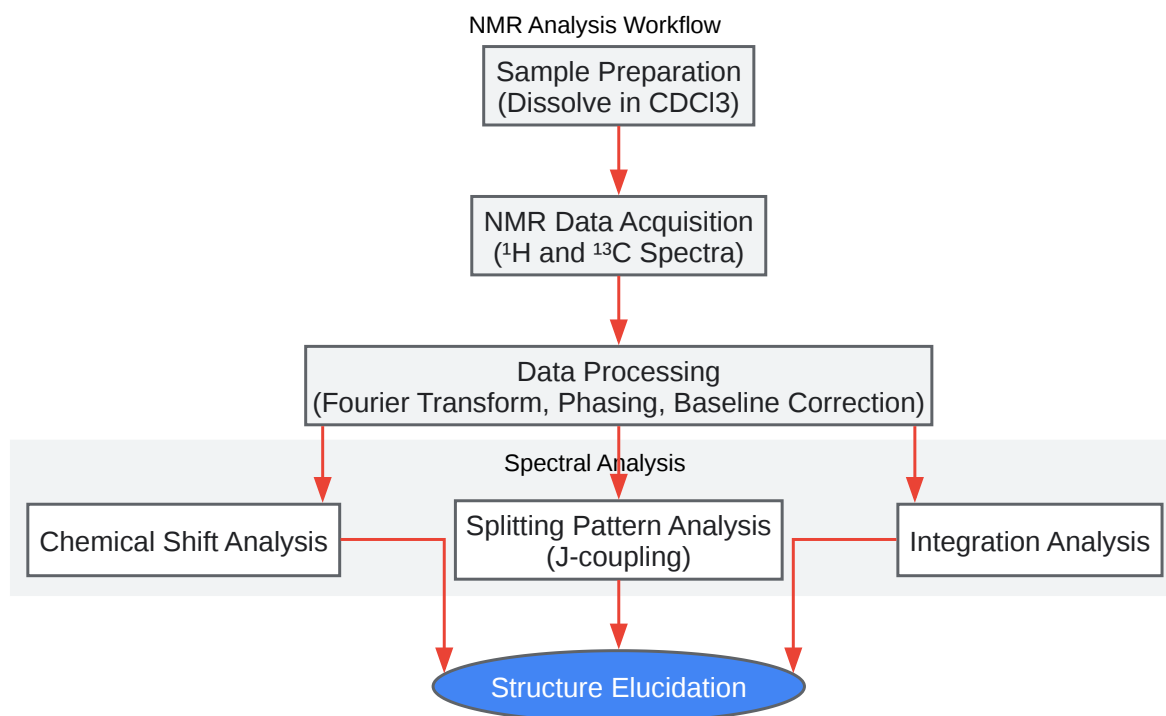 NMR Analysis Workflow
Sample Preparation
(Dissolve in CDCl3)
NMR Data Acquisition
(¹H and ¹³C Spectra)
Data Processing
(Fourier Transform, Phasing, Baseline Correction)
Spectral Analysis
Chemical Shift Analysis
Splitting Pattern Analysis
(J-coupling)
Integration Analysis
Structure Elucidation